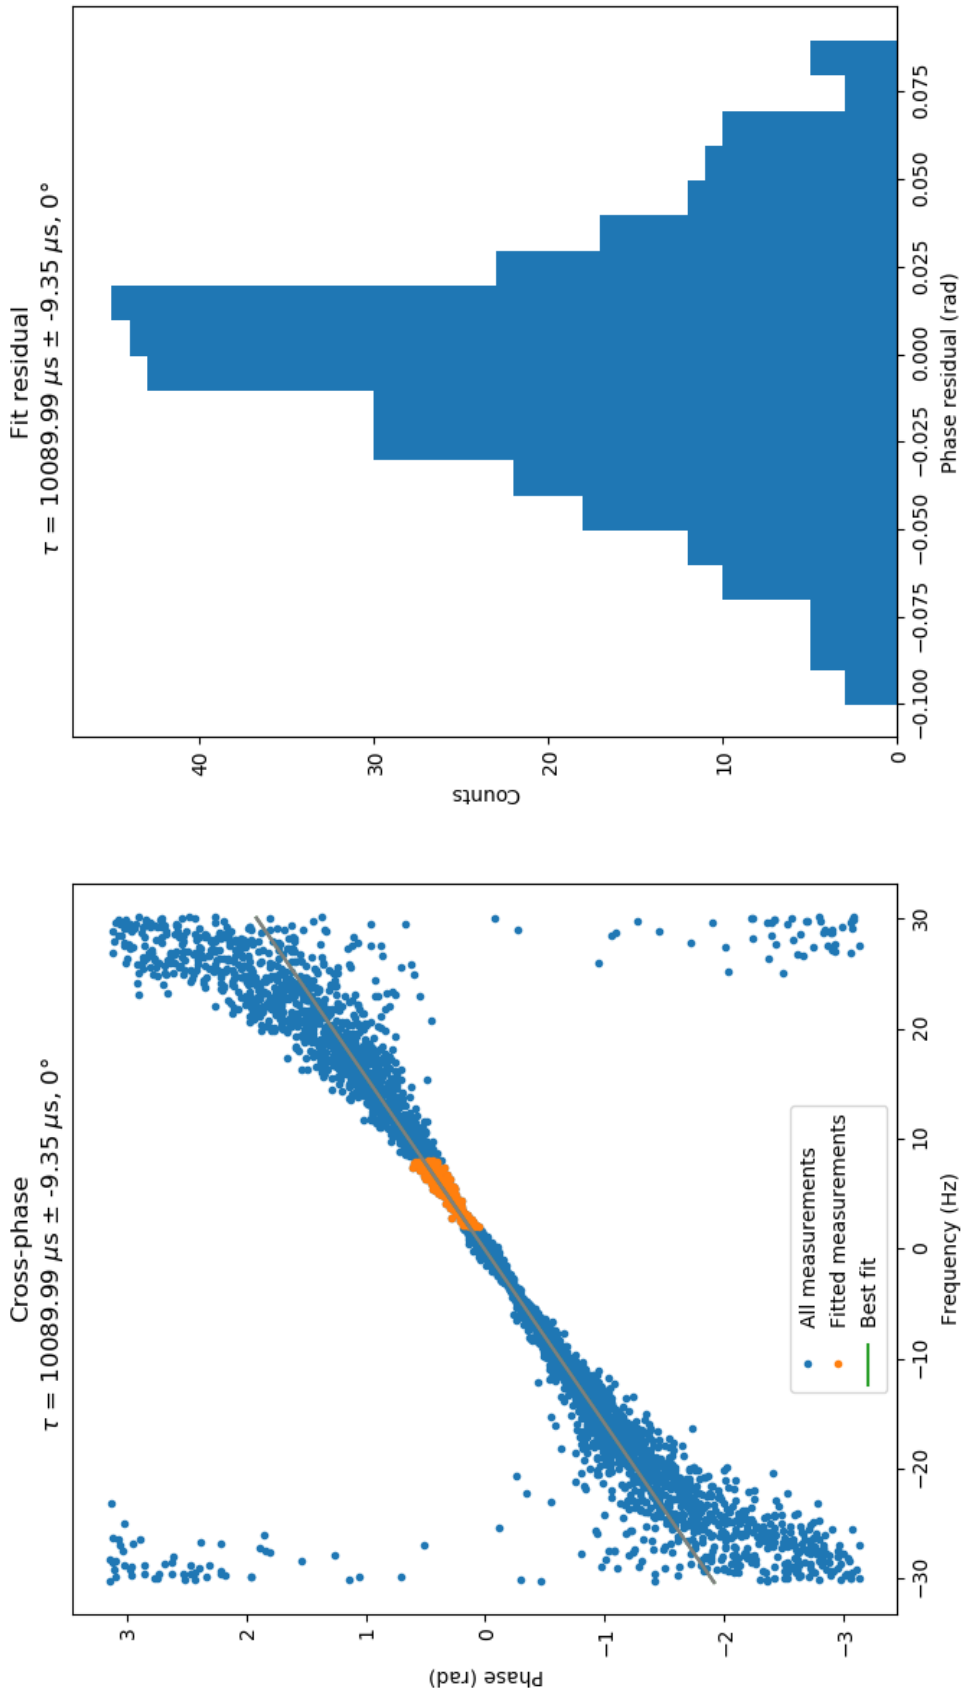 Cross-phase
τ = 10089.99 μs ± -9.35 μs, 0°
Phase (rad)
3
2
1
0
−1
−2
−3
−30
−20
−10
0
10
20
30
Frequency (Hz)
All measurements
Fitted measurements
Best fit
Fit residual
τ = 10089.99 μs ± -9.35 μs, 0°
Counts
40
30
20
10
0
−0.100
−0.075
−0.050
−0.025
0.000
0.025
0.050
0.075
Phase residual (rad)